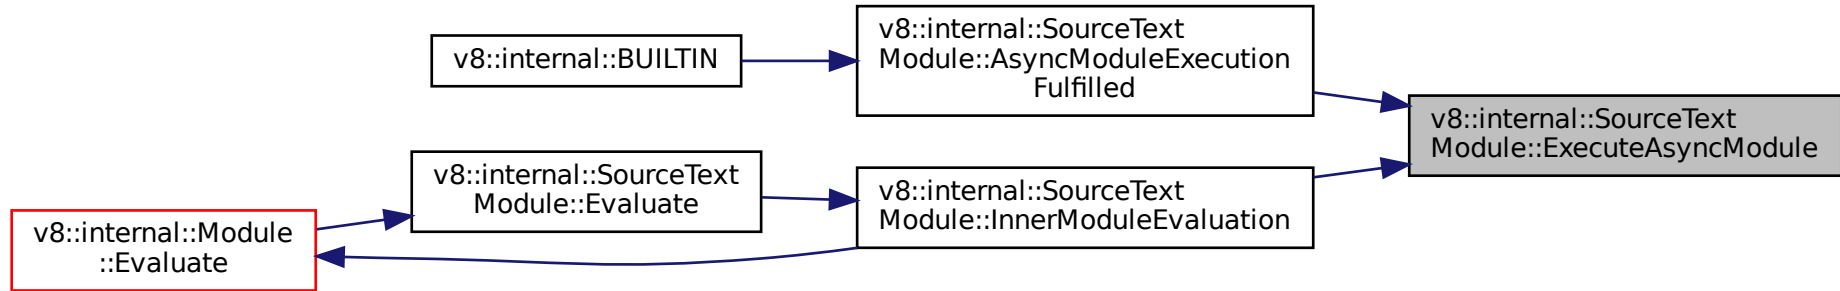 v8::internal::BUILTIN
v8::internal::SourceText
Module::AsyncModuleExecution
Fulfilled
v8::internal::SourceText
Module::ExecuteAsyncModule
v8::internal::SourceText
Module::Evaluate
v8::internal::SourceText
Module::InnerModuleEvaluation
v8::internal::Module
::Evaluate